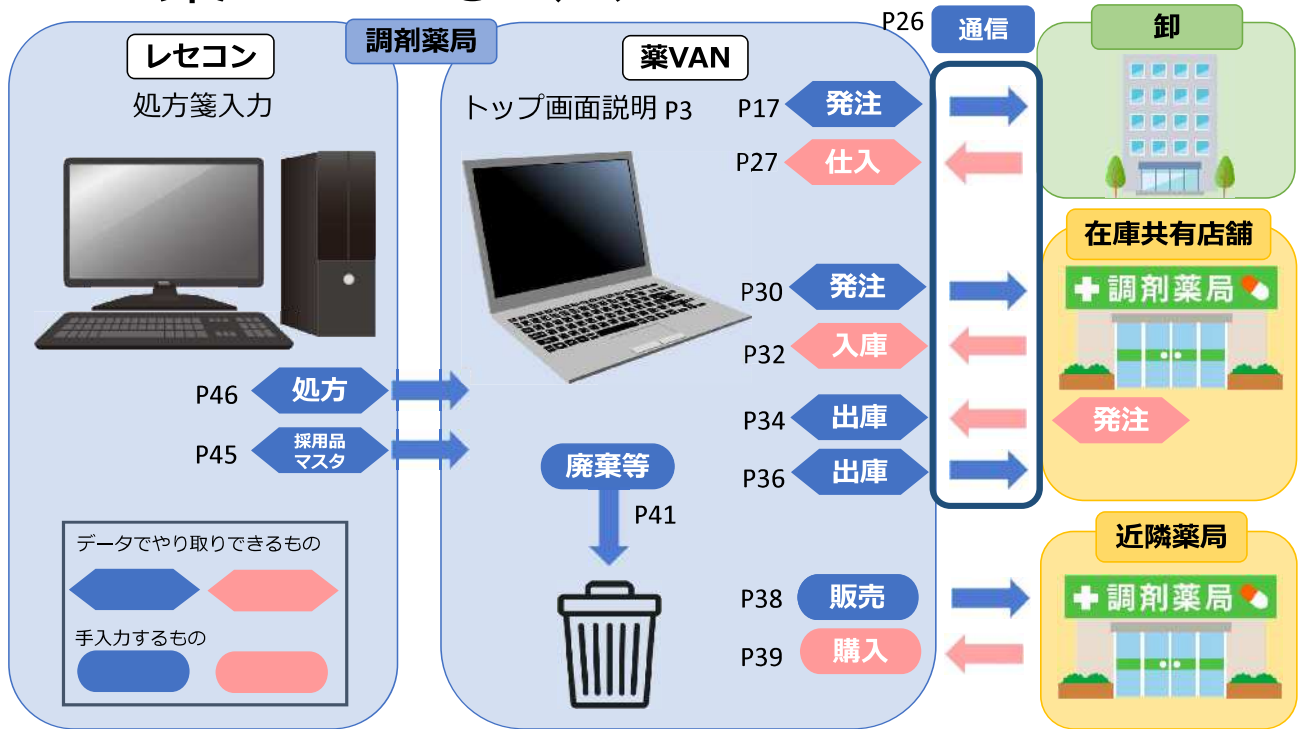 調剤薬局
レセコン
処方箋入力
P46
処方
P45
採用品
マスタ
データでやり取りできるもの
手入力するもの
薬VAN
トップ画面説明 P3
P17
発注
P27
仕入
P30
発注
P32
入庫
P34
出庫
P36
出庫
廃棄等
P41
P38
販売
P39
購入
P26
通信
卸
在庫共有店舗
調剤薬局
発注
近隣薬局
調剤薬局